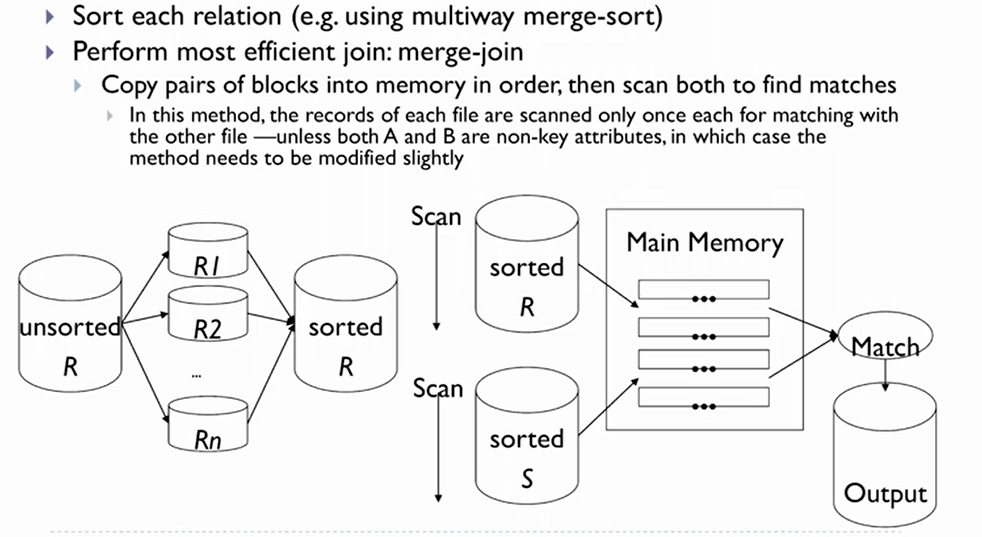 Sort each relation (e.g. using multiway merge-sort)
Perform most efficient join: merge-join
Copy pairs of blocks into memory in order, then scan both to find matches
In this method, the records of each file are scanned only once each for matching with
the other file —unless both A and B are non-key attributes, in which case the
method needs to be modified slightly
unsorted
R
R1
R2
...
Rn
sorted
R
Scan
sorted
R
Scan
sorted
S
Main Memory
•••
•••
•••
•••
Match
Output